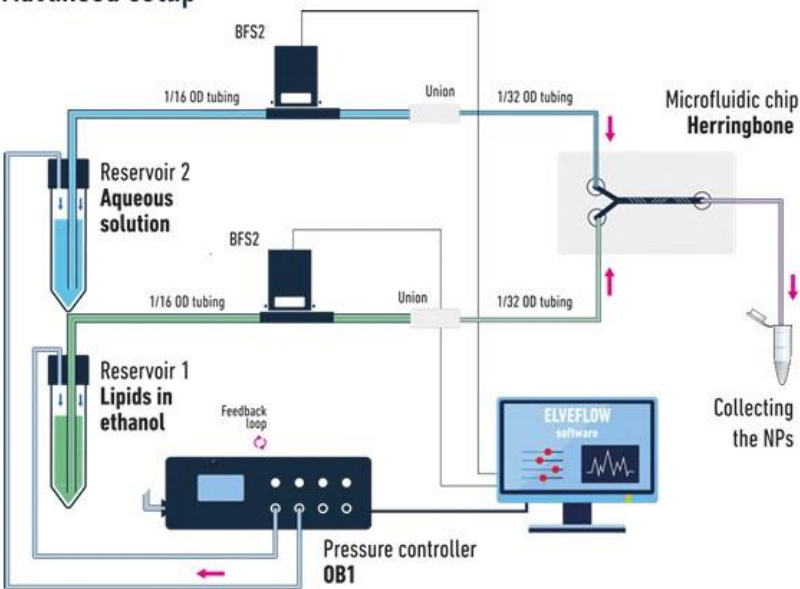 Advanced setup
BFS2
1/16 OD tubing
Union
1/32 OD tubing
Microfluidic chip
Herringbone
Reservoir 2
Aqueous
solution
BFS2
1/16 OD tubing
Union
1/32 OD tubing
Reservoir 1
Lipids in
ethanol
Feedback
loop
ELVEFLOW
software
Collecting
the NPs
Pressure controller
OB1